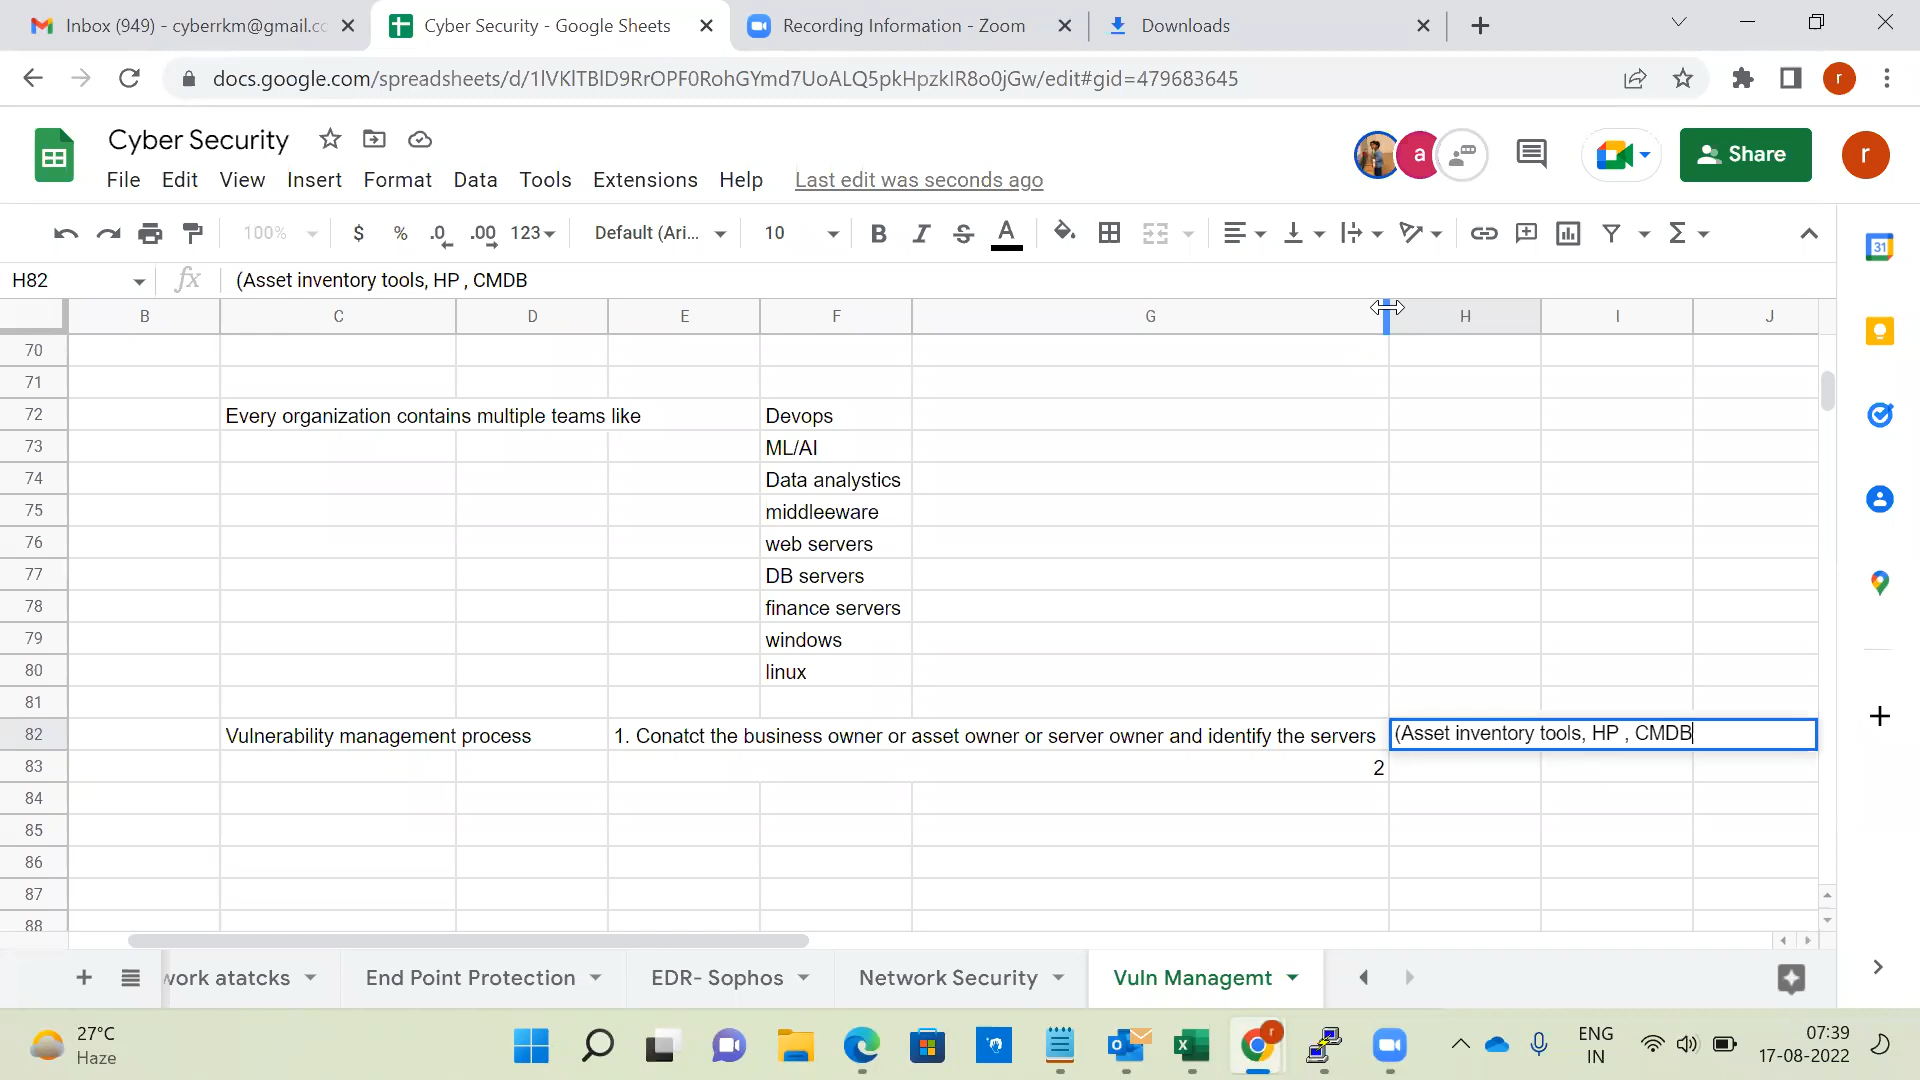 Inbox (949) - cyberrkm@gmail.cc
Cyber Security - Google Sheets
Recording Information - Zoom
Downloads
docs.google.com/spreadsheets/d/1lVKlTBlD9RrOPF0RohGYmd7UoALQ5pkHpzkIR8o0jGw/edit#gid=479683645
r
Cyber Security
a
Share
r
File Edit View Insert Format Data Tools Extensions Help Last edit was seconds ago
100% $ % .0 .00 123 Default (Ari... 10 B I S A
31
H82 fx (Asset inventory tools, HP , CMDB
B C D E F G H I J
70
71
72 Every organization contains multiple teams like Devops
73 ML/AI
74 Data analystics
75 middleeware
76 web servers
77 DB servers
78 finance servers
79 windows
80 linux
81
82 Vulnerability management process 1. Conatct the business owner or asset owner or server owner and identify the servers (Asset inventory tools, HP , CMDB
83 2
84
85
86
87
88
work atatcks End Point Protection EDR- Sophos Network Security Vuln Managemt
27°C
Haze
ENG
IN
07:39
17-08-2022